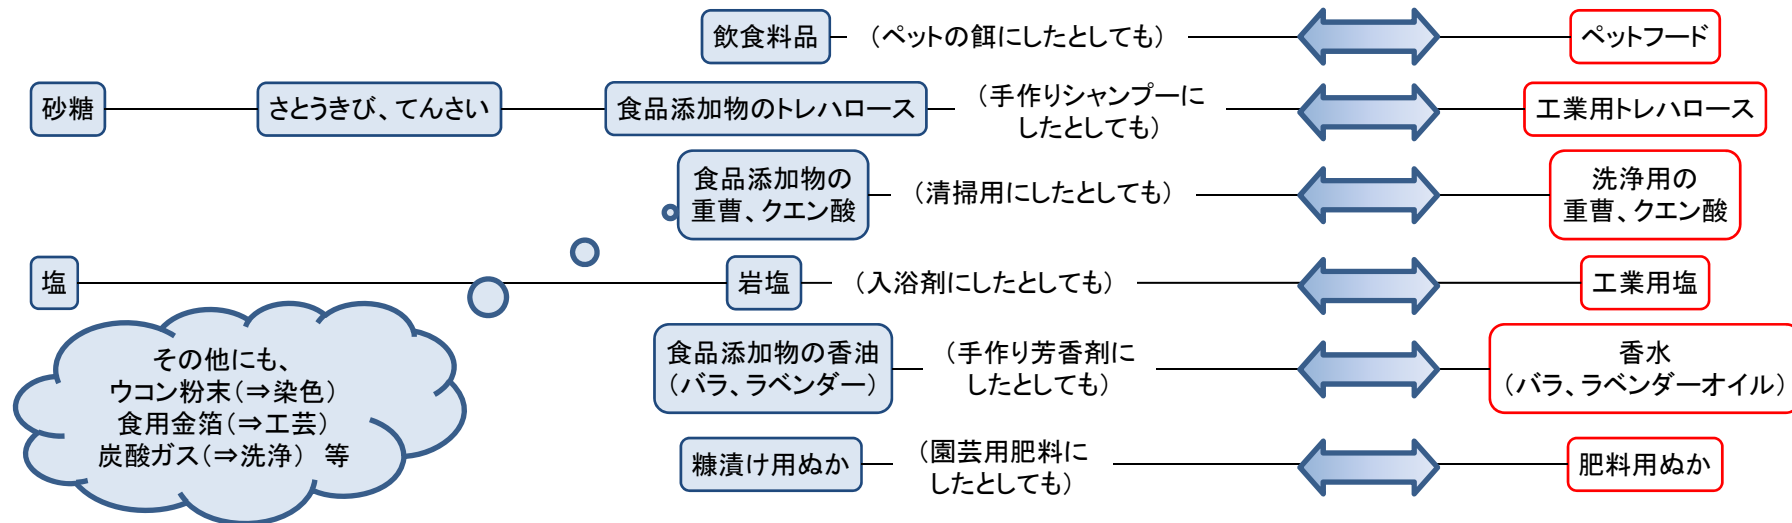 飲食料品
（ペットの餌にしたとしても）
ペットフード
砂糖
さとうきび、てんさい
食品添加物のトレハロース
（手作りシャンプーに
したとしても）
工業用トレハロース
食品添加物の
重曹、クエン酸
（清掃用にしたとしても）
洗浄用の
重曹、クエン酸
塩
岩塩
（入浴剤にしたとしても）
工業用塩
その他にも、
ウコン粉末（⇒染色）
食用金箔（⇒工芸）
炭酸ガス（⇒洗浄） 等
食品添加物の香油
（バラ、ラベンダー）
（手作り芳香剤に
したとしても）
香水
（バラ、ラベンダーオイル）
糠漬け用ぬか
（園芸用肥料に
したとしても）
肥料用ぬか